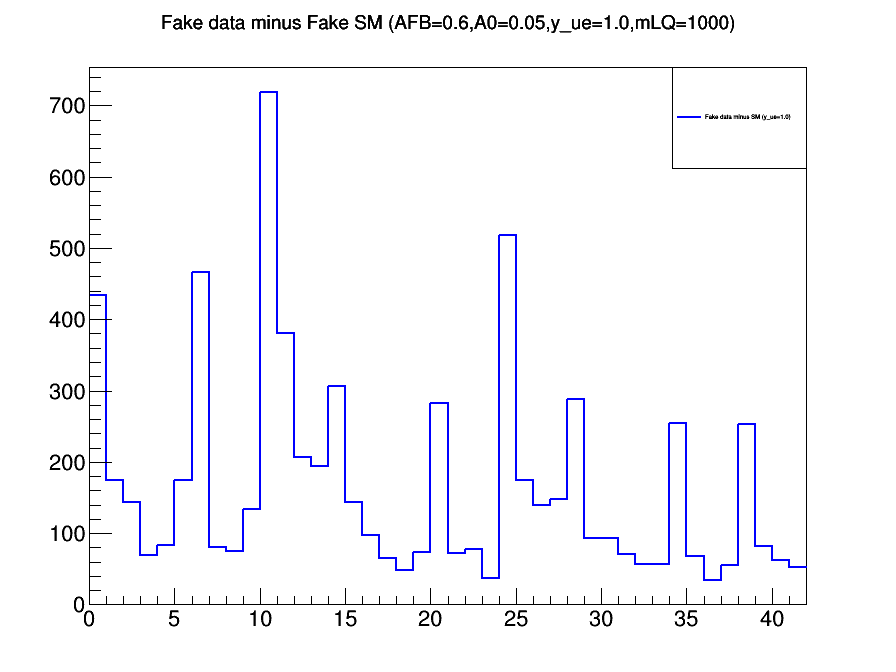 Fake data minus Fake SM (AFB=0.6,A0=0.05,y_ue=1.0,mLQ=1000)
Fake data minus SM (y_ue=1.0)
700
600
500
400
300
200
100
0
0 5 10 15 20 25 30 35 40